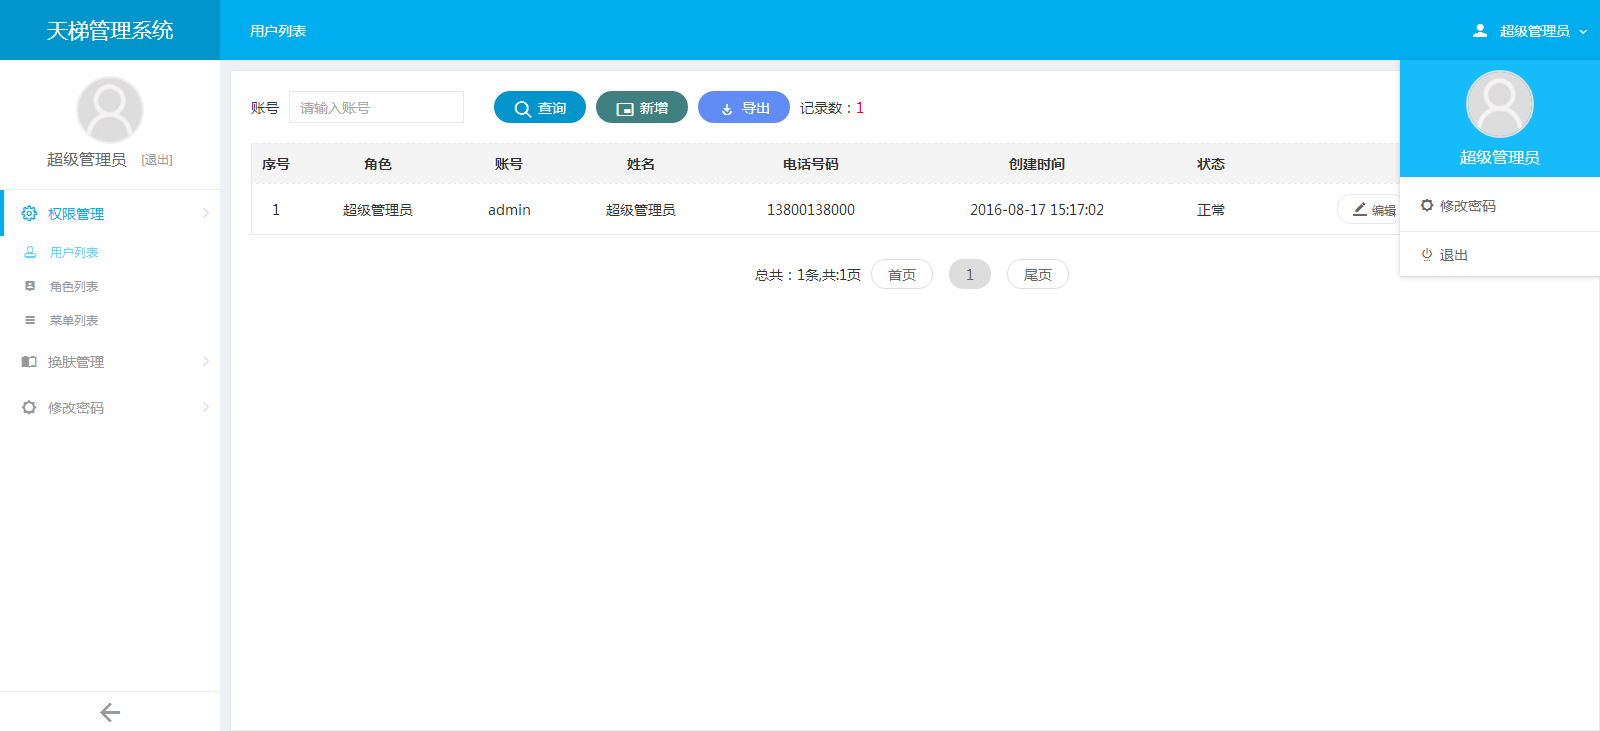 天梯管理系统
用户列表
超级管理员
超级管理员 [退出]
权限管理
用户列表
角色列表
菜单列表
换肤管理
修改密码
账号 请输入账号 查询 新增 导出 记录数：1
序号 角色 账号 姓名 电话号码 创建时间 状态
1 超级管理员 admin 超级管理员 13800138000 2016-08-17 15:17:02 正常 编辑
总共：1条,共:1页 首页 1 尾页
超级管理员
修改密码
退出